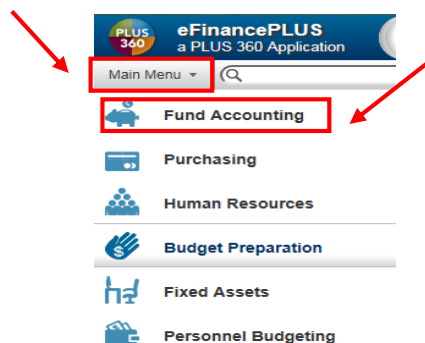 PLUS
360
eFinancePLUS
a PLUS 360 Application
Main Menu
Fund Accounting
Purchasing
Human Resources
Budget Preparation
Fixed Assets
Personnel Budgeting